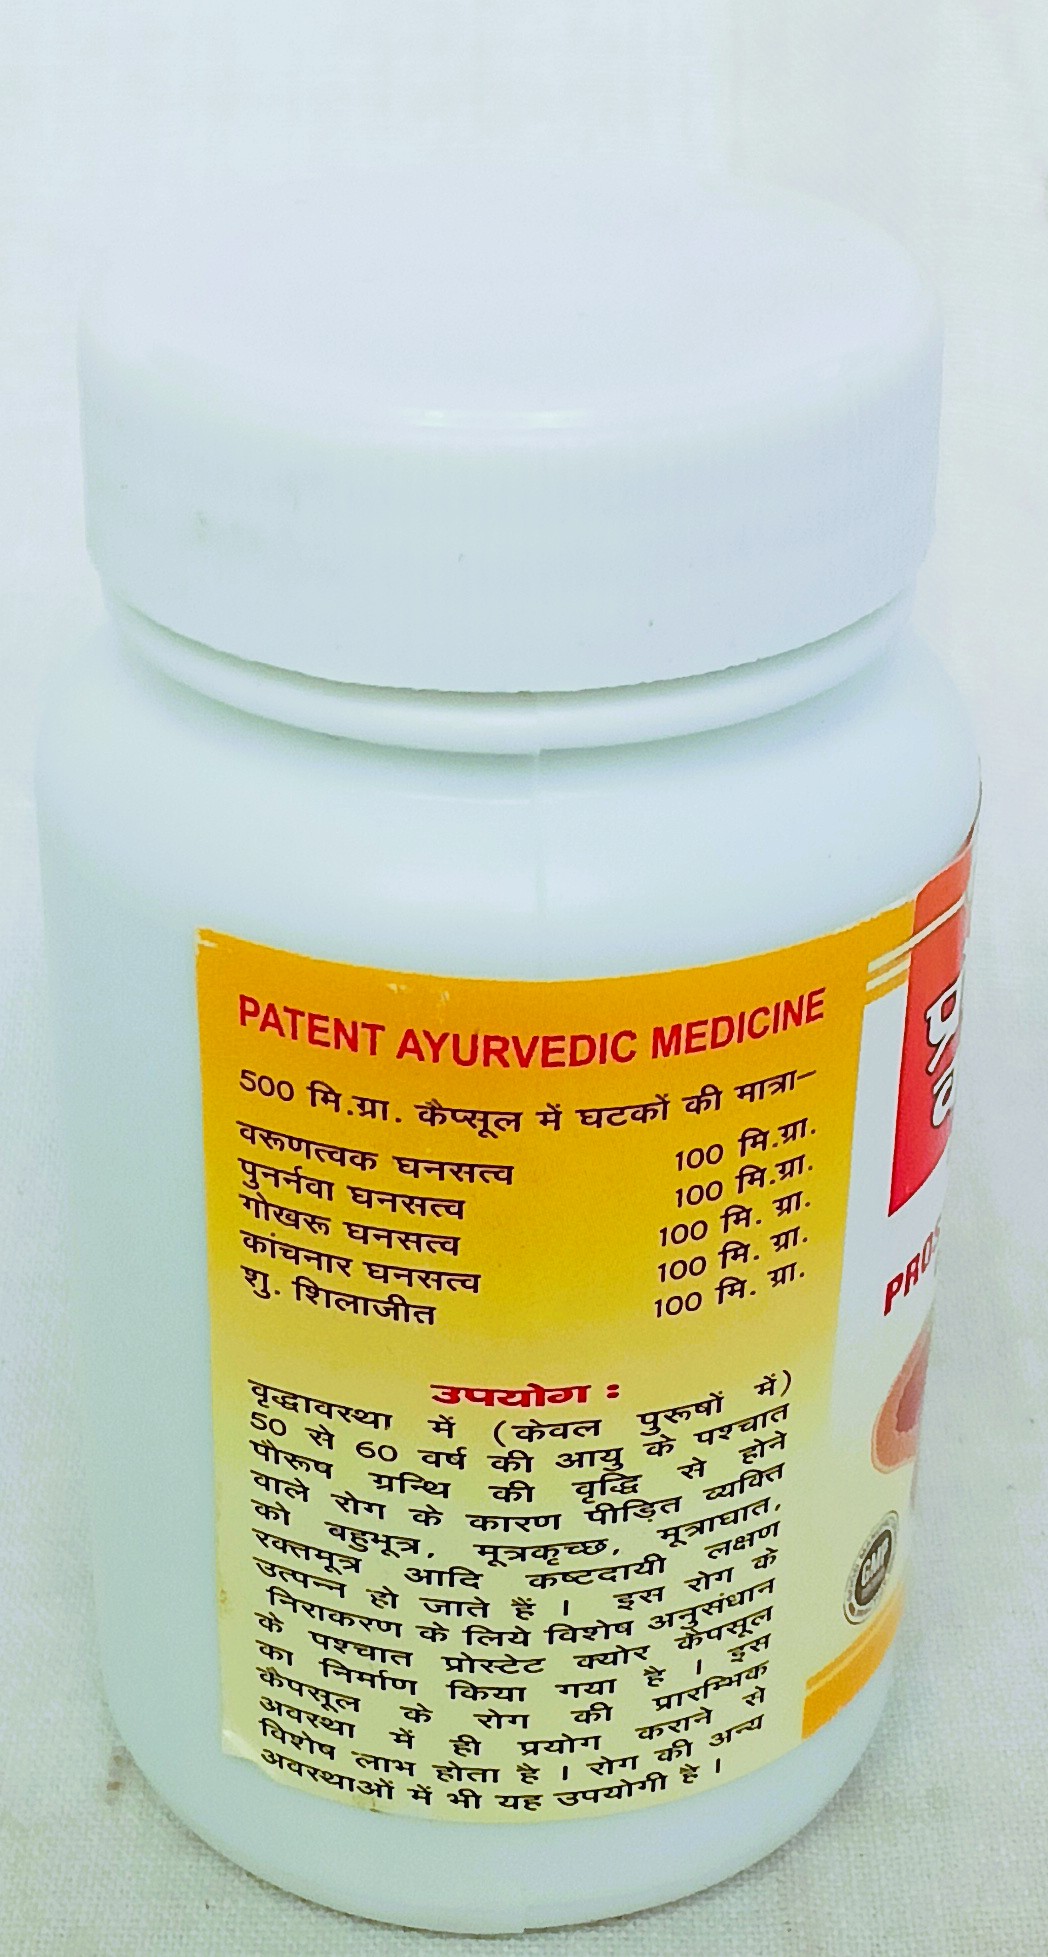 PATENT AYURVEDIC MEDICINE
500 मि.ग्रा. कैप्सूल में घटकों की मात्रा–
वरूणत्वक घनसत्व 100 मि.ग्रा.
पुनर्नवा घनसत्व 100 मि.ग्रा.
गोखरू घनसत्व 100 मि. ग्रा.
कांचनार घनसत्व 100 मि. ग्रा.
शु. शिलाजीत 100 मि. ग्रा.
उपयोग :
वृद्धावस्था में (केवल पुरूषों में)
50 से 60 वर्ष की आयु के पश्चात
पौरूष ग्रन्थि की वृद्धि से होने
वाले रोग के कारण पीड़ित व्यक्ति
को बहुमूत्र, मूत्रकृच्छ, मूत्राघात,
रक्तमूत्र आदि कष्टदायी लक्षण
उत्पन्न हो जाते हैं । इस रोग के
निराकरण के लिये विशेष अनुसंधान
के पश्चात प्रोस्टेट क्योर केपसूल
का निर्माण किया गया है । इस
कैपसूल के रोग की प्रारम्भिक
अवस्था में ही प्रयोग कराने से
विशेष लाभ होता है । रोग की अन्य
अवस्थाओं में भी यह उपयोगी है ।
PROS
GMP